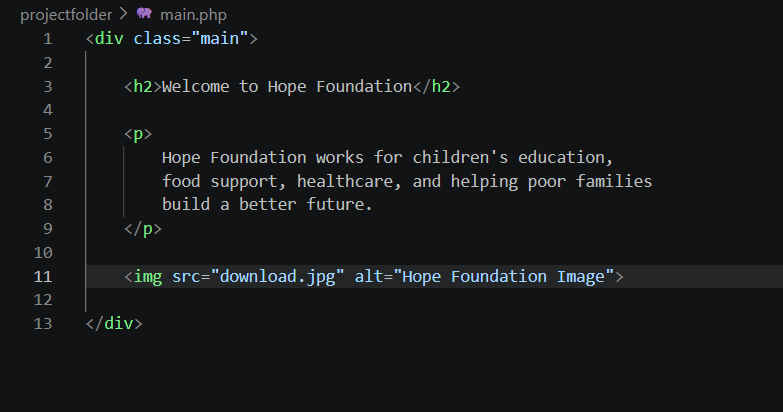 projectfolder > main.php
1 <div class="main">
2
3 <h2>Welcome to Hope Foundation</h2>
4
5 <p>
6 Hope Foundation works for children's education,
7 food support, healthcare, and helping poor families
8 build a better future.
9 </p>
10
11 <img src="download.jpg" alt="Hope Foundation Image">
12
13 </div>